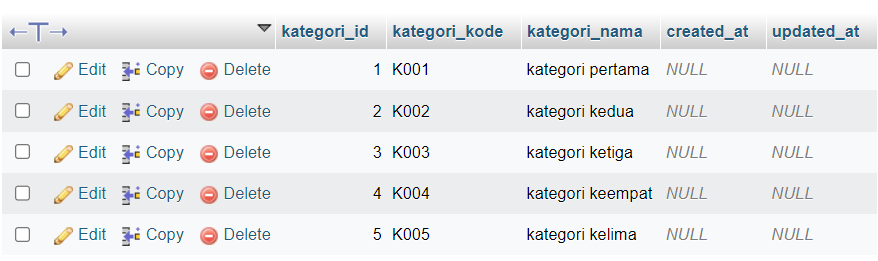 kategori_id kategori_kode kategori_nama created_at updated_at
Edit Copy Delete 1 K001 kategori pertama NULL NULL
Edit Copy Delete 2 K002 kategori kedua NULL NULL
Edit Copy Delete 3 K003 kategori ketiga NULL NULL
Edit Copy Delete 4 K004 kategori keempat NULL NULL
Edit Copy Delete 5 K005 kategori kelima NULL NULL